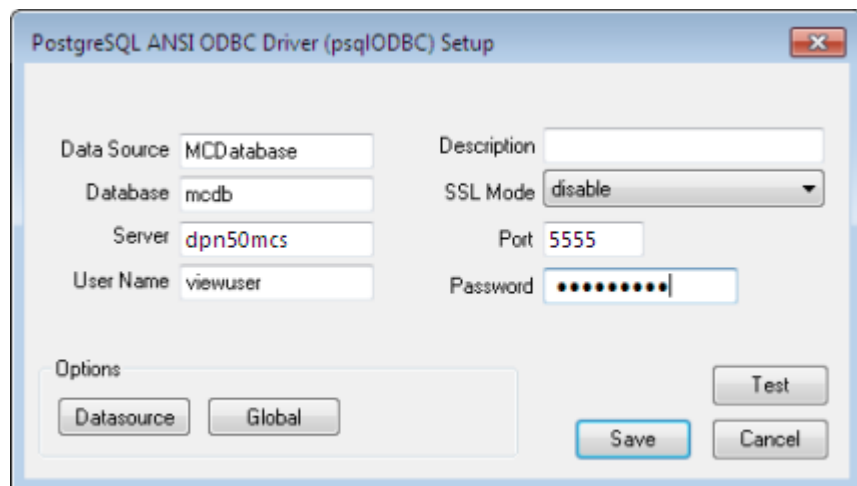 PostgreSQL ANSI ODBC Driver (psqlODBC) Setup
Data Source MCDatabase
Description
Database mcdb
SSL Mode disable
Server dpn50mcs
Port 5555
User Name viewuser
Password •••••••••
Options
Datasource Global
Test
Save Cancel